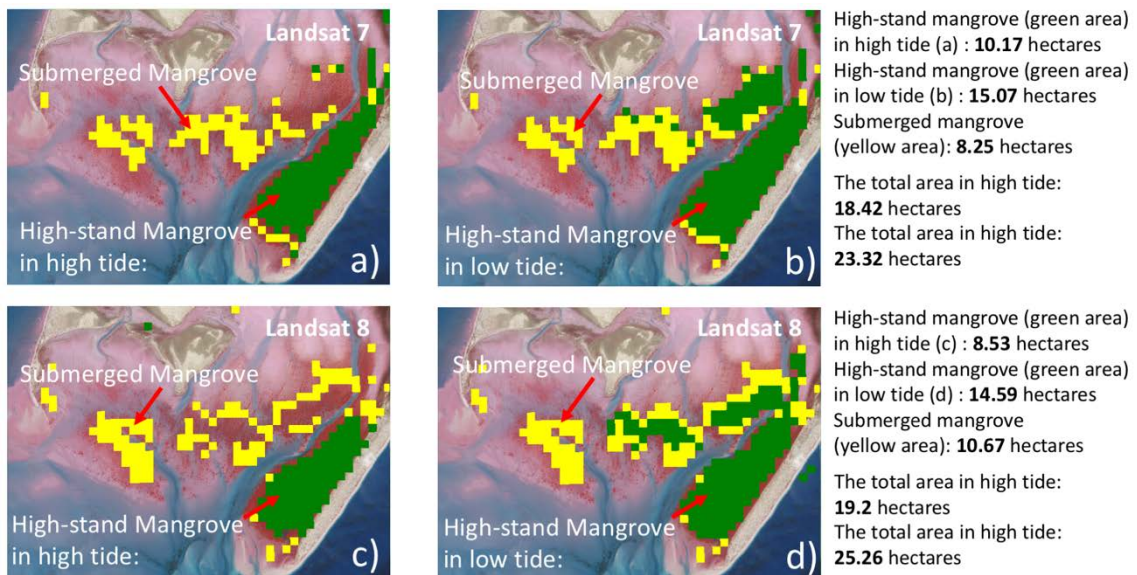 Landsat 7
Submerged Mangrove
High-stand Mangrove
in high tide:
a)
Landsat 7
Submerged Mangrove
High-stand Mangrove
in low tide:
b)
High-stand mangrove (green area)
in high tide (a) : 10.17 hectares
High-stand mangrove (green area)
in low tide (b) : 15.07 hectares
Submerged mangrove
(yellow area): 8.25 hectares
The total area in high tide:
18.42 hectares
The total area in high tide:
23.32 hectares
Landsat 8
Submerged Mangrove
High-stand Mangrove
in high tide:
c)
Landsat 8
Submerged Mangrove
High-stand Mangrove
in low tide:
d)
High-stand mangrove (green area)
in high tide (c) : 8.53 hectares
High-stand mangrove (green area)
in low tide (d) : 14.59 hectares
Submerged mangrove
(yellow area): 10.67 hectares
The total area in high tide:
19.2 hectares
The total area in high tide:
25.26 hectares